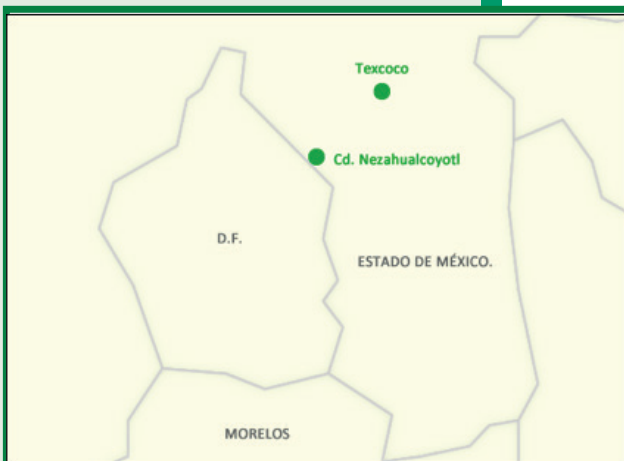 Texcoco
Cd. Nezahualcoyotl
D.F.
ESTADO DE MÉXICO.
MORELOS